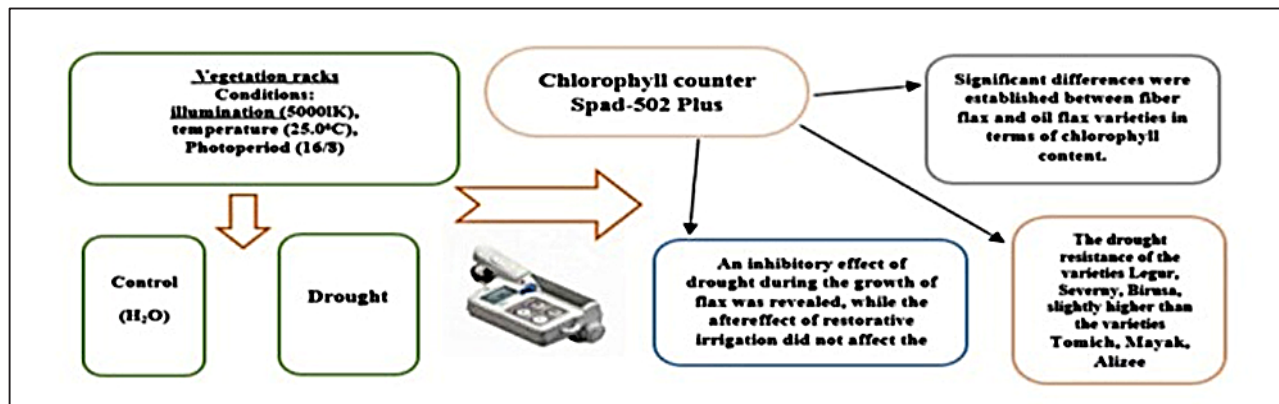 Vegetation racks
Conditions:
illumination (5000lK),
temperature (25.0⁰C),
Photoperiod (16/8)
Control
(H₂O)
Drought
Chlorophyll counter
Spad-502 Plus
Significant differences were
established between fiber
flax and oil flax varieties in
terms of chlorophyll
content.
An inhibitory effect of
drought during the growth of
flax was revealed, while the
aftereffect of restorative
irrigation did not affect the
The drought
resistance of the
varieties Legur,
Severny, Birusa,
slightly higher than
the varieties
Tomich, Mayak,
Alizee